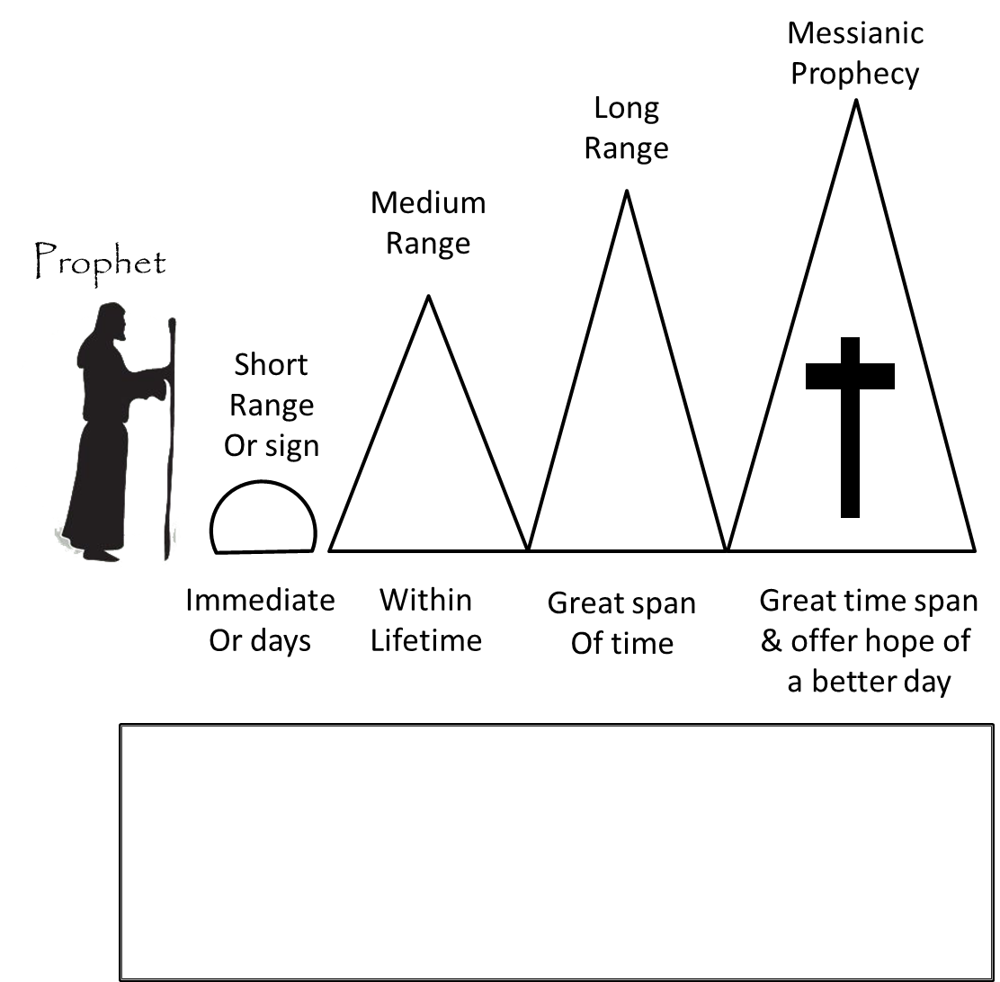 Prophet
Short
Range
Or sign
Immediate
Or days
Medium
Range
Within
Lifetime
Long
Range
Great span
Of time
Messianic
Prophecy
Great time span
& offer hope of
a better day